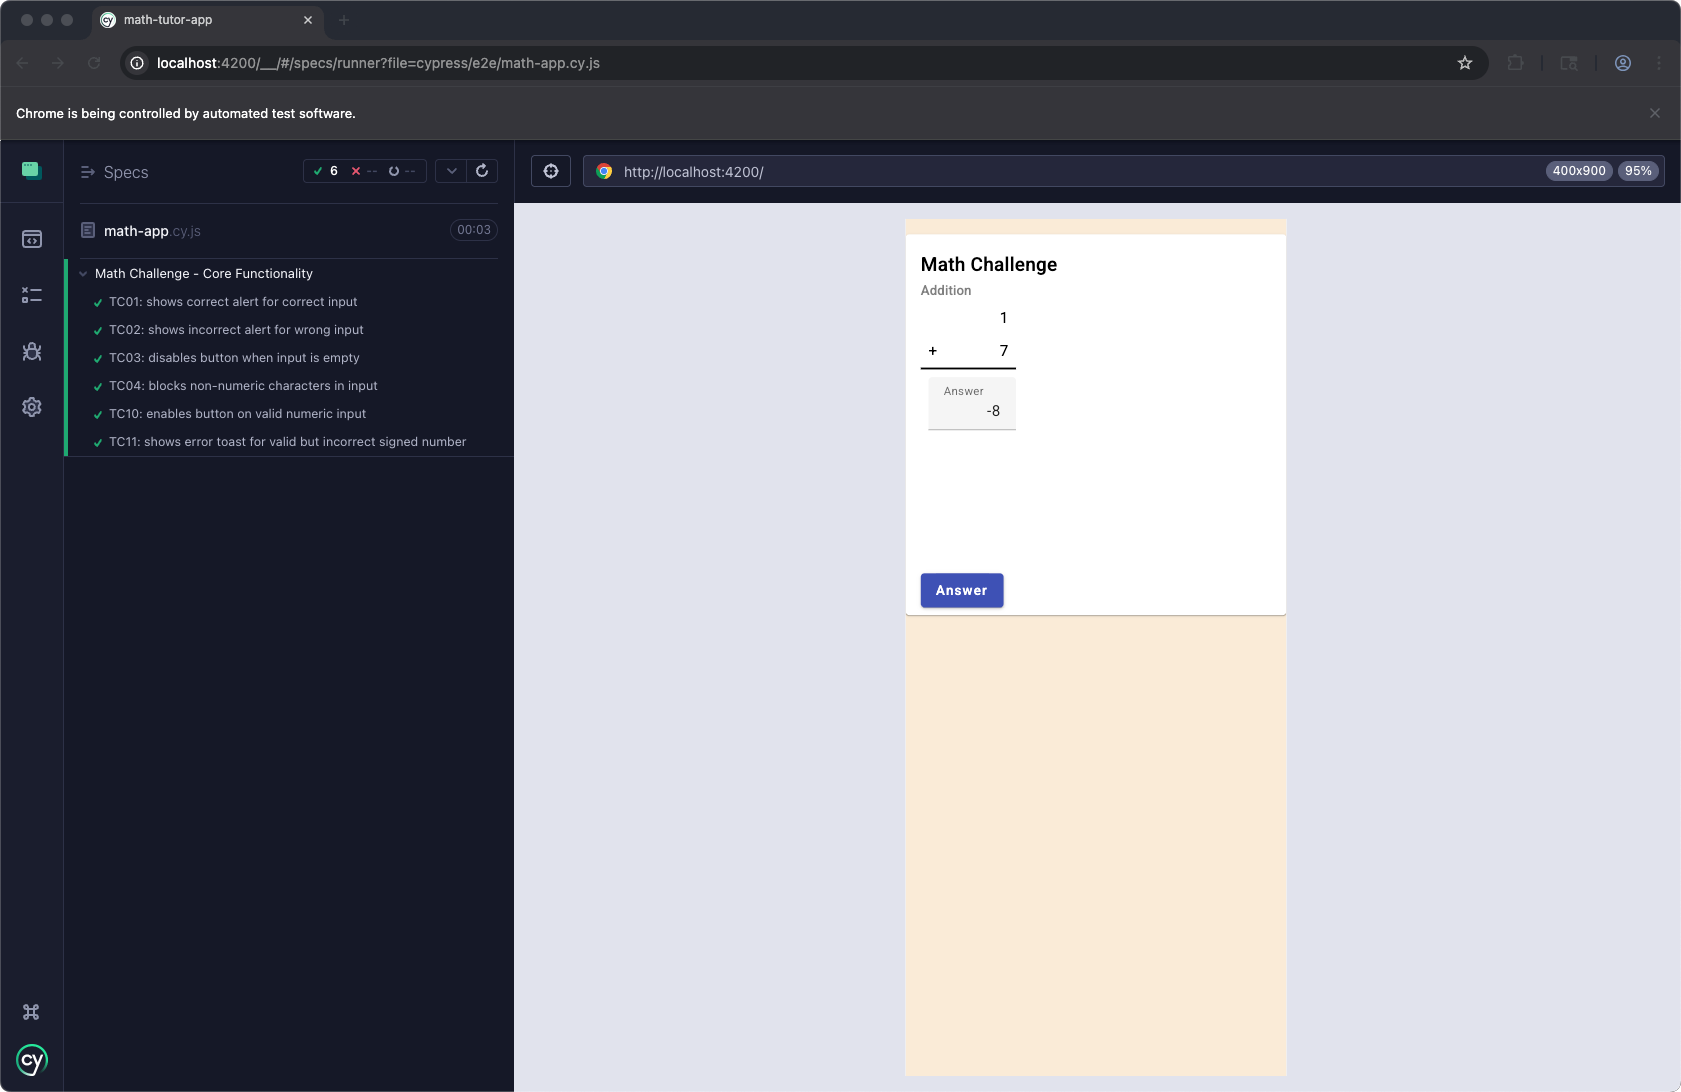 math-tutor-app
localhost:4200/__/#/specs/runner?file=cypress/e2e/math-app.cy.js
Chrome is being controlled by automated test software.
Specs
6 -- --
http://localhost:4200/
400x900
95%
math-app.cy.js
00:03
Math Challenge - Core Functionality
TC01: shows correct alert for correct input
TC02: shows incorrect alert for wrong input
TC03: disables button when input is empty
TC04: blocks non-numeric characters in input
TC10: enables button on valid numeric input
TC11: shows error toast for valid but incorrect signed number
Math Challenge
Addition
1
+ 7
Answer
-8
Answer
cy